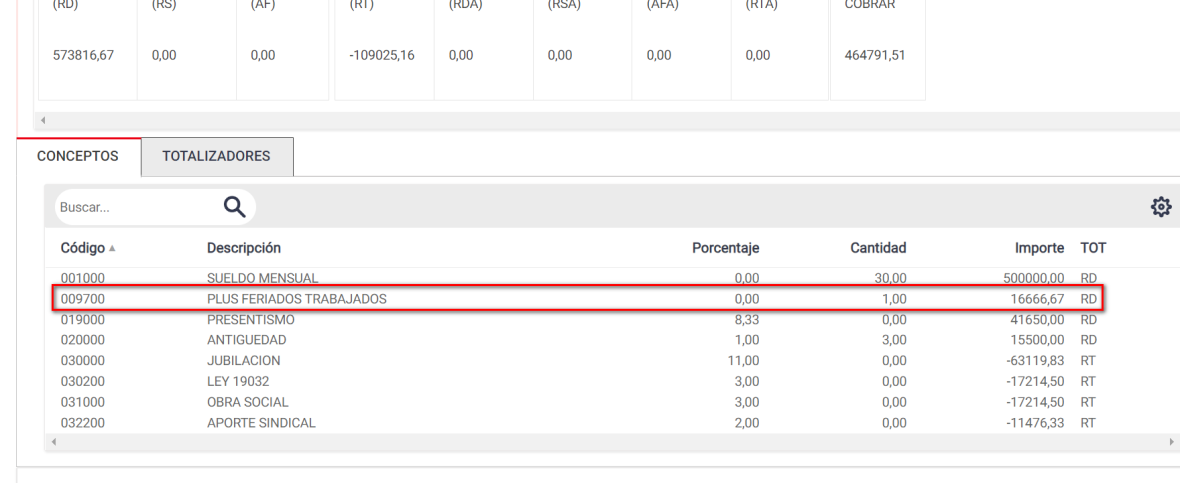 (RD) (RS) (AF) (RT) (RDA) (RSA) (AFA) (RTA) COBRAR
573816,67 0,00 0,00 -109025,16 0,00 0,00 0,00 0,00 464791,51
CONCEPTOS TOTALIZADORES
Buscar...
Código Descripción Porcentaje Cantidad Importe TOT
001000 SUELDO MENSUAL 0,00 30,00 500000,00 RD
009700 PLUS FERIADOS TRABAJADOS 0,00 1,00 16666,67 RD
019000 PRESENTISMO 8,33 0,00 41650,00 RD
020000 ANTIGUEDAD 1,00 3,00 15500,00 RD
030000 JUBILACION 11,00 0,00 -63119,83 RT
030200 LEY 19032 3,00 0,00 -17214,50 RT
031000 OBRA SOCIAL 3,00 0,00 -17214,50 RT
032200 APORTE SINDICAL 2,00 0,00 -11476,33 RT